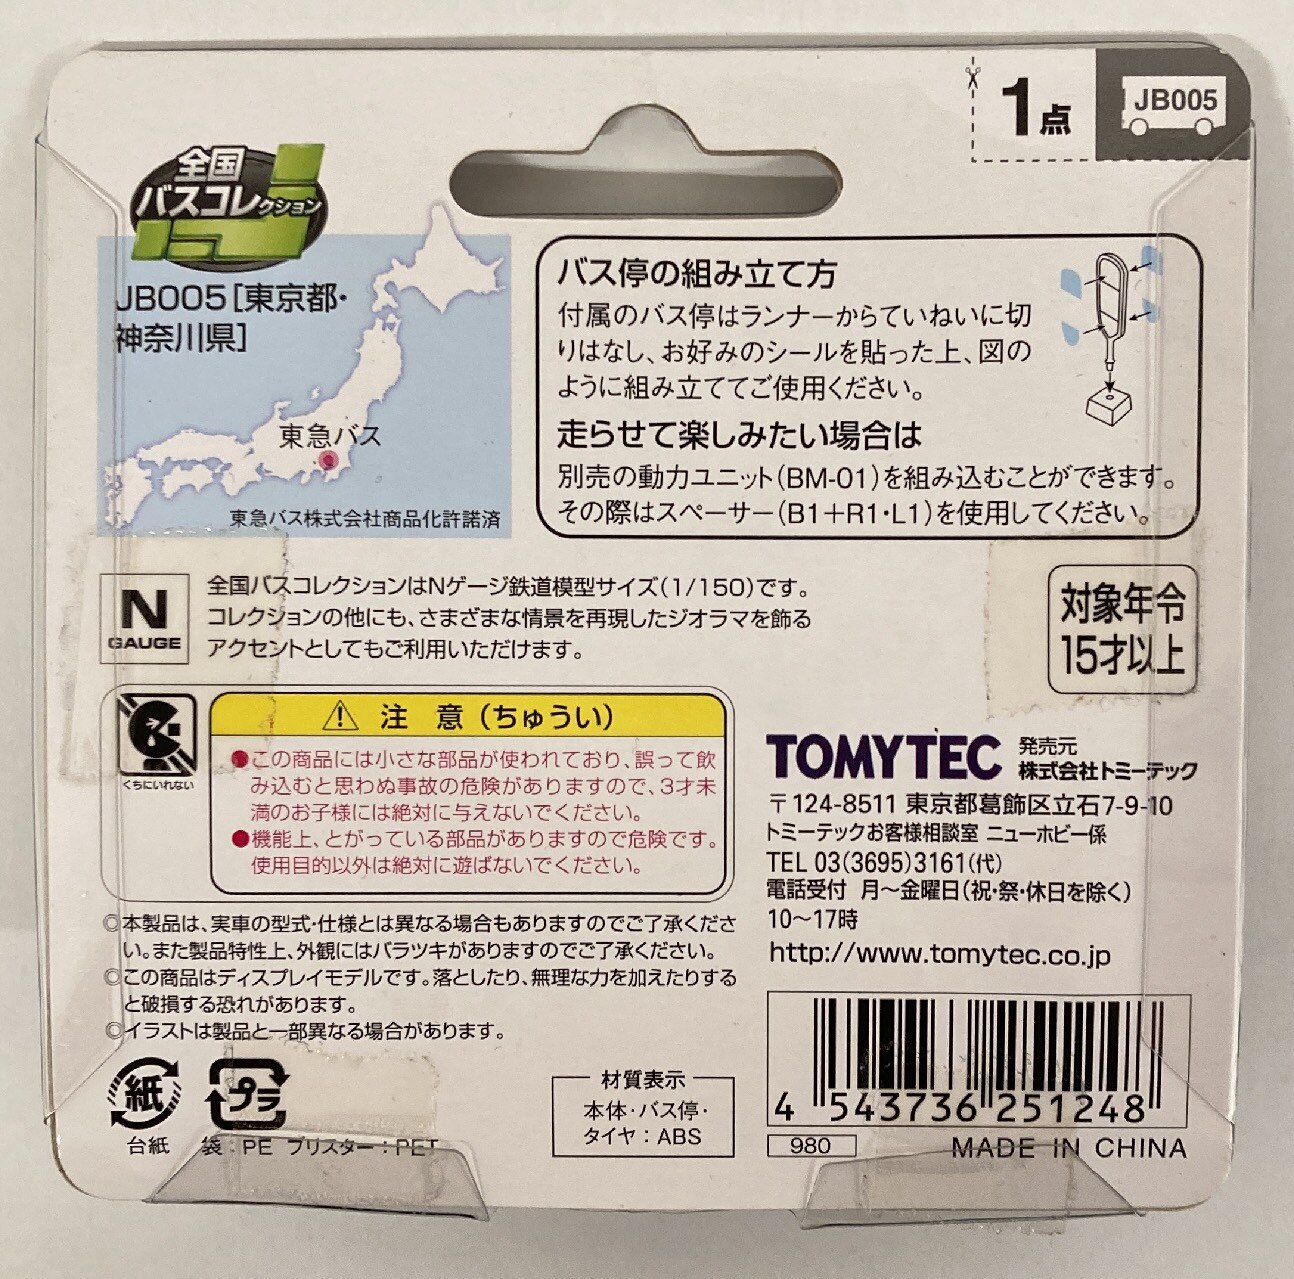 1点
JB005
全国
バスコレクション
JB005[東京都・
神奈川県]
東急バス
東急バス株式会社商品化許諾済
バス停の組み立て方
付属のバス停はランナーからていねいに切
りはなし、お好みのシールを貼った上、図の
ように組み立ててご使用ください。
走らせて楽しみたい場合は
別売の動力ユニット(BM-01)を組み込むことができます。
その際はスペーサー(B1+R1・L1)を使用してください。
N
GAUGE
全国バスコレクションはNゲージ鉄道模型サイズ(1/150)です。
コレクションの他にも、さまざまな情景を再現したジオラマを飾る
アクセントとしてもご利用いただけます。
対象年令
15才以上
くちにいれない
注 意(ちゅうい)
●この商品には小さな部品が使われており、誤って飲
み込むと思わぬ事故の危険がありますので、3才未
満のお子様には絶対に与えないでください。
●機能上、とがっている部品がありますので危険です。
使用目的以外は絶対に遊ばないでください。
TOMYTEC
発売元
株式会社トミーテック
〒124-8511 東京都葛飾区立石7-9-10
トミーテックお客様相談室 ニューホビー係
TEL 03(3695)3161(代)
電話受付 月〜金曜日(祝・祭・休日を除く)
10〜17時
http://www.tomytec.co.jp
◎本製品は、実車の型式・仕様とは異なる場合もありますのでご了承くださ
い。また製品特性上、外観にはバラツキがありますのでご了承ください。
◎この商品はディスプレイモデルです。落としたり、無理な力を加えたりする
と破損する恐れがあります。
◎イラストは製品と一部異なる場合があります。
紙
台紙
プラ
袋:PE ブリスター:PET
材質表示
本体・バス停・
タイヤ:ABS
4 543736 251248
980
MADE IN CHINA